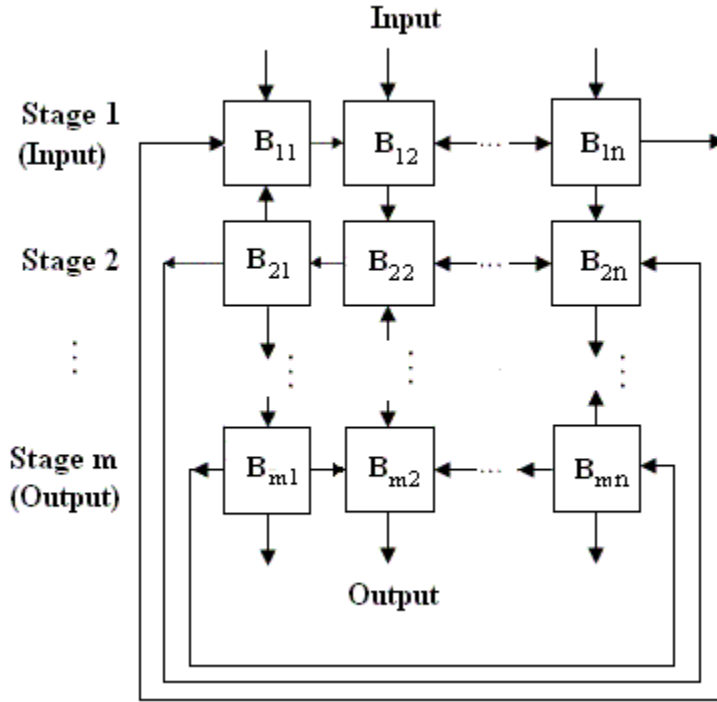 Input
Stage 1
(Input)
B11 B12 ... B1n
Stage 2
B21 B22 ... B2n
⋮ ⋮ ⋮ ⋮
Stage m
(Output)
Bm1 Bm2 ... Bmn
Output